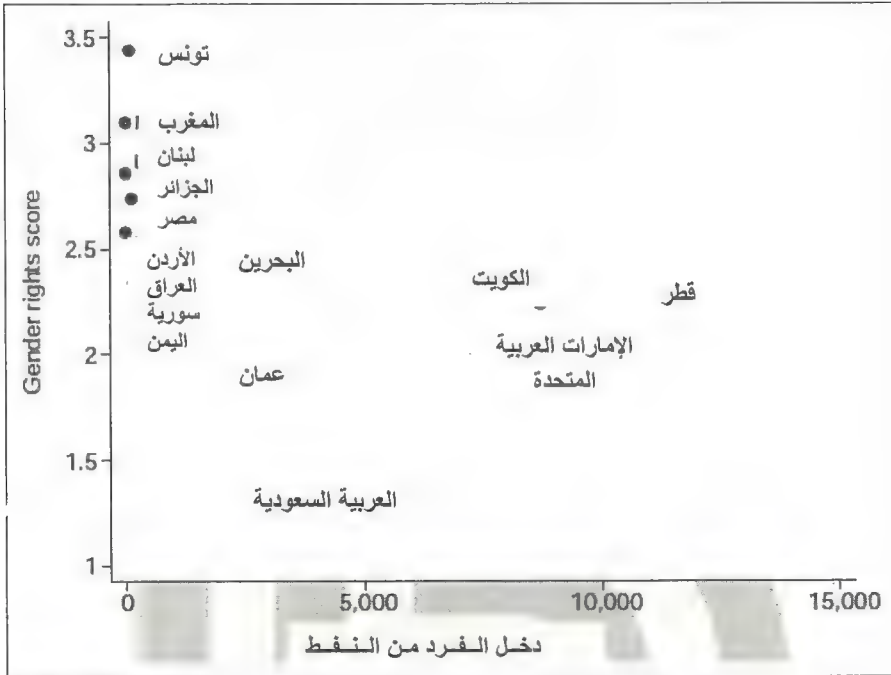 Gender rights score
3.5
3
2.5
2
1.5
1
تونس
المغرب
لبنان
الجزائر
مصر
الأردن
العراق
سورية
اليمن
البحرين
عمان
العربية السعودية
الكويت
قطر
الإمارات العربية
المتحدة
0
5,000
10,000
15,000
دخل الفرد من النفط